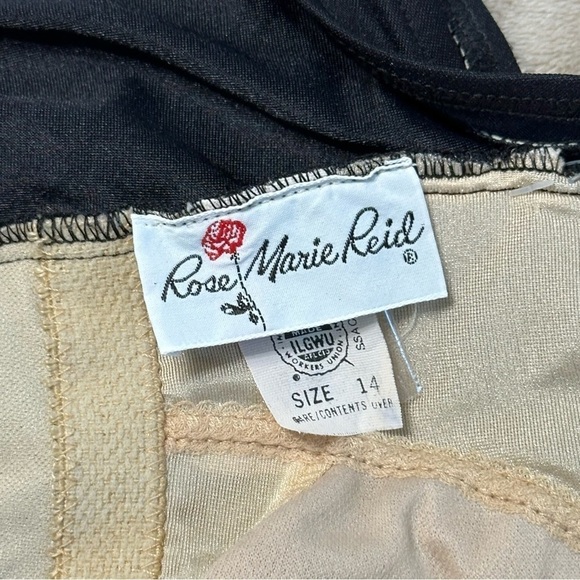 Rose Marie Reid ®
MADE
ILGWU
WORKERS UNION
®
SIZE 14
CARE/CONTENTS OVER